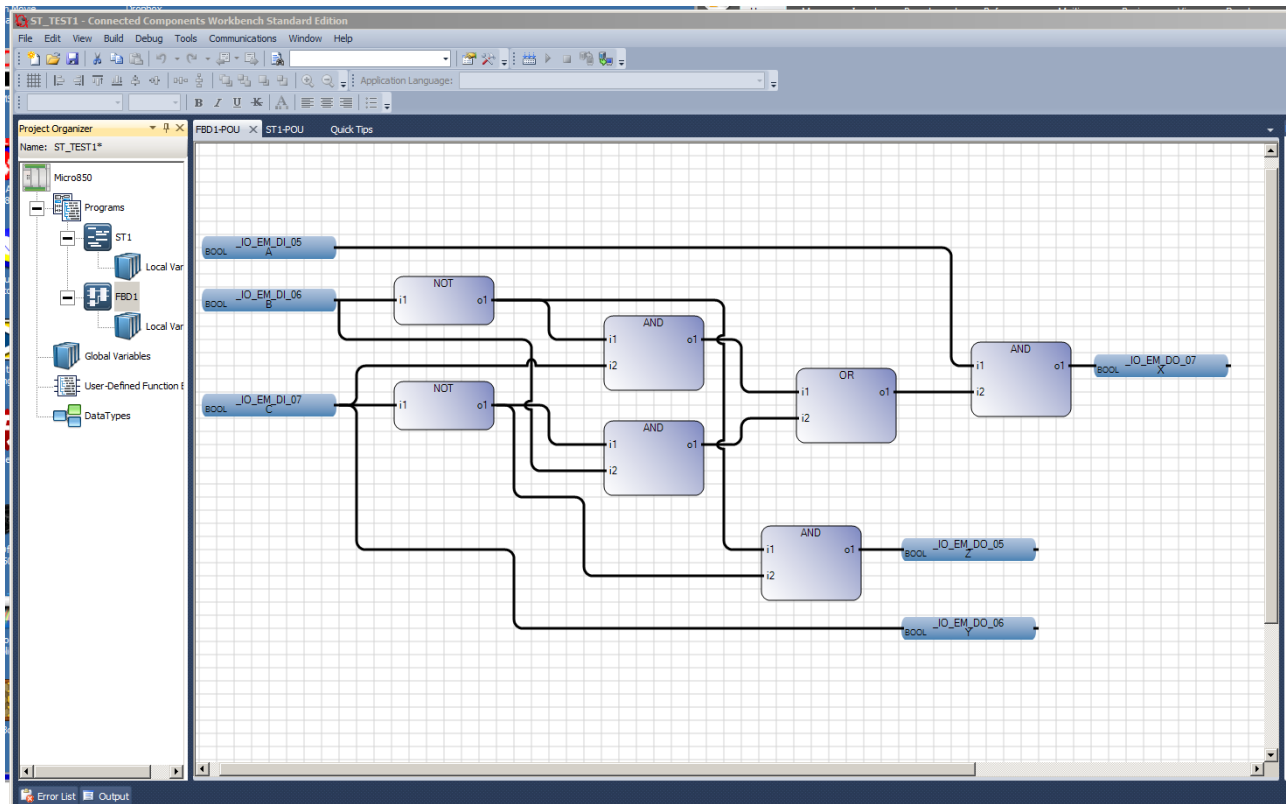 ST_TEST1 - Connected Components Workbench Standard Edition
File Edit View Build Debug Tools Communications Window Help
Application Language:
B I U K A
Project Organizer
Name: ST_TEST1*
Micro850
Programs
ST1
Local Var
FBD1
Local Var
Global Variables
User-Defined Function E
DataTypes
FBD1-POU ST1-POU Quick Tips
_IO_EM_DI_05
BOOL A
_IO_EM_DI_06
BOOL B
_IO_EM_DI_07
BOOL C
NOT
i1 o1
NOT
i1 o1
AND
i1 o1
i2
AND
i1 o1
i2
OR
i1 o1
i2
AND
i1 o1
i2
_IO_EM_DO_07
BOOL X
AND
i1 o1
i2
_IO_EM_DO_05
BOOL Z
_IO_EM_DO_06
BOOL Y
Error List Output